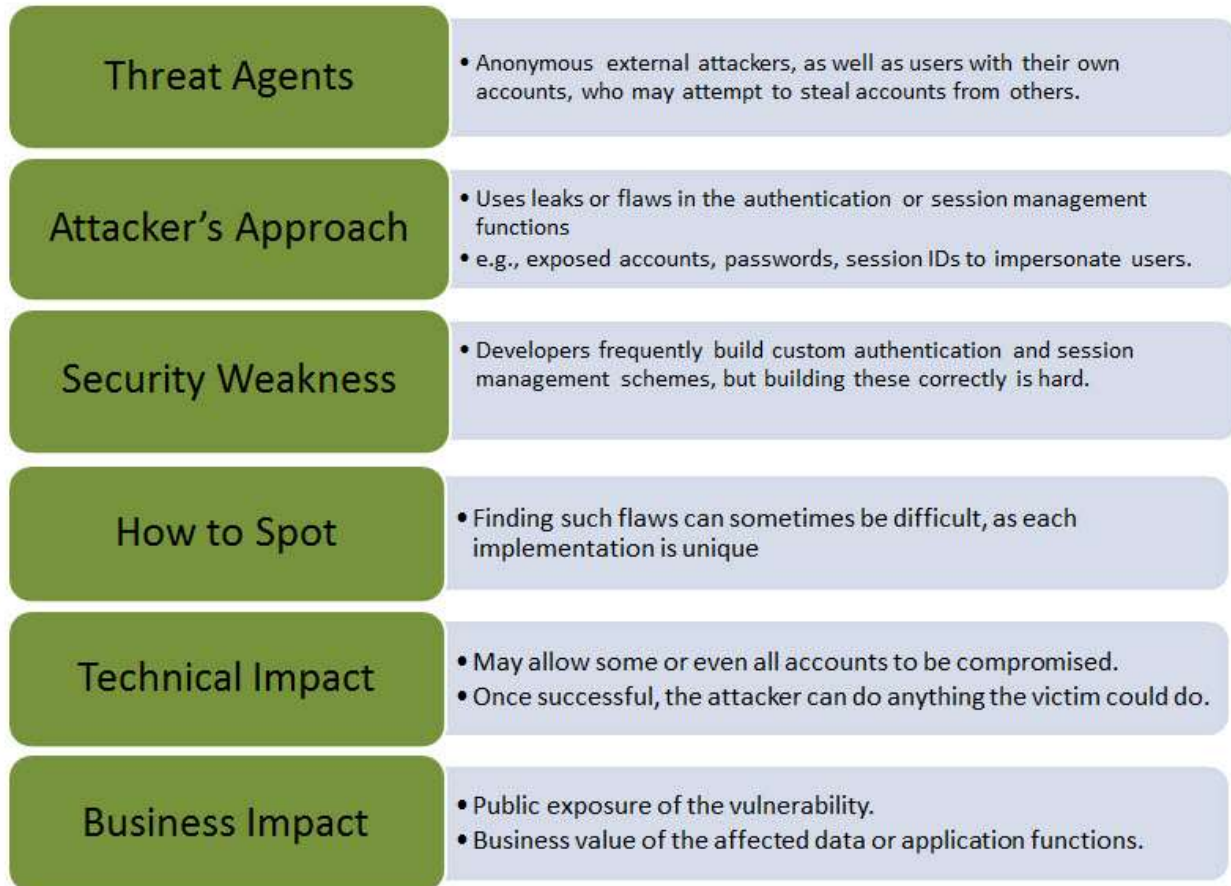 Threat Agents
• Anonymous external attackers, as well as users with their own
accounts, who may attempt to steal accounts from others.
Attacker's Approach
• Uses leaks or flaws in the authentication or session management
functions
• e.g., exposed accounts, passwords, session IDs to impersonate users.
Security Weakness
• Developers frequently build custom authentication and session
management schemes, but building these correctly is hard.
How to Spot
• Finding such flaws can sometimes be difficult, as each
implementation is unique
Technical Impact
• May allow some or even all accounts to be compromised.
• Once successful, the attacker can do anything the victim could do.
Business Impact
• Public exposure of the vulnerability.
• Business value of the affected data or application functions.